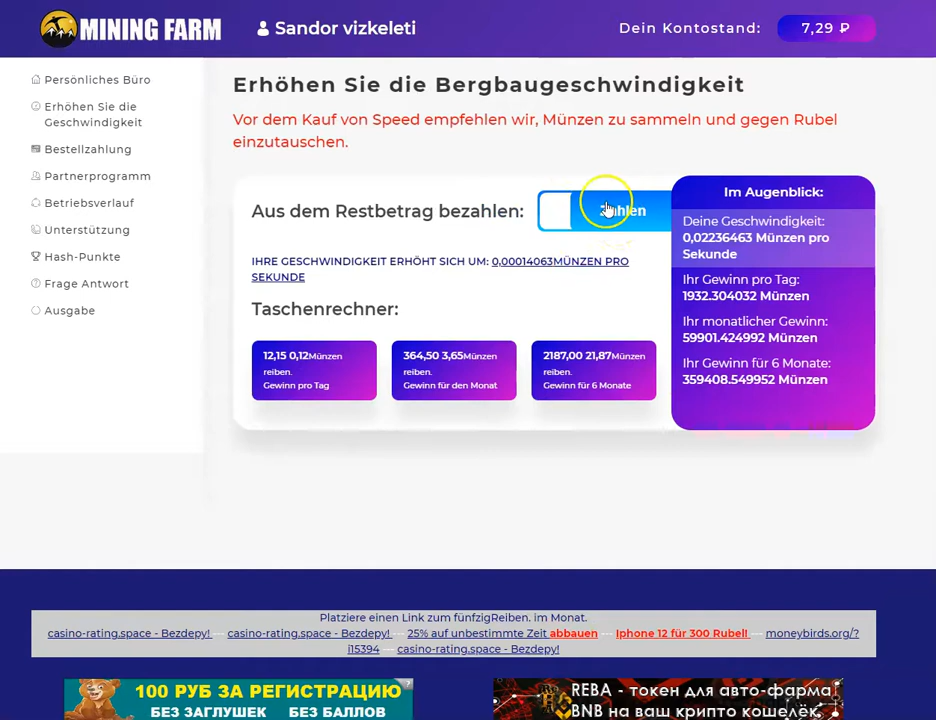 MINING FARM
Sandor vizkeleti
Dein Kontostand:
7,29 ₽
Persönliches Büro
Erhöhen Sie die
Geschwindigkeit
Bestellzahlung
Partnerprogramm
Betriebsverlauf
Unterstützung
Hash-Punkte
Frage Antwort
Ausgabe
Erhöhen Sie die Bergbaugeschwindigkeit
Vor dem Kauf von Speed empfehlen wir, Münzen zu sammeln und gegen Rubel
einzutauschen.
Aus dem Restbetrag bezahlen:
zahlen
IHRE GESCHWINDIGKEIT ERHÖHT SICH UM: 0,00014063MÜNZEN PRO
SEKUNDE
Taschenrechner:
12,15 0,12Münzen
reiben.
Gewinn pro Tag
364,50 3,65Münzen
reiben.
Gewinn für den Monat
2187,00 21,87Münzen
reiben.
Gewinn für 6 Monate
Im Augenblick:
Deine Geschwindigkeit:
0,02236463 Münzen pro
Sekunde
Ihr Gewinn pro Tag:
1932.304032 Münzen
Ihr monatlicher Gewinn:
59901.424992 Münzen
Ihr Gewinn für 6 Monate:
359408.549952 Münzen
Platziere einen Link zum fünfzigReiben. im Monat.
casino-rating.space - Bezdepy! --- casino-rating.space - Bezdepy! --- 25% auf unbestimmte Zeit abbauen --- Iphone 12 für 300 Rubel! --- moneybirds.org/?
i15394 --- casino-rating.space - Bezdepy!
100 РУБ ЗА РЕГИСТРАЦИЮ
БЕЗ ЗАГЛУШЕК БЕЗ БАЛЛОВ
?
REBA - токен для авто-фарма
BNB на ваш крипто кошелёк,